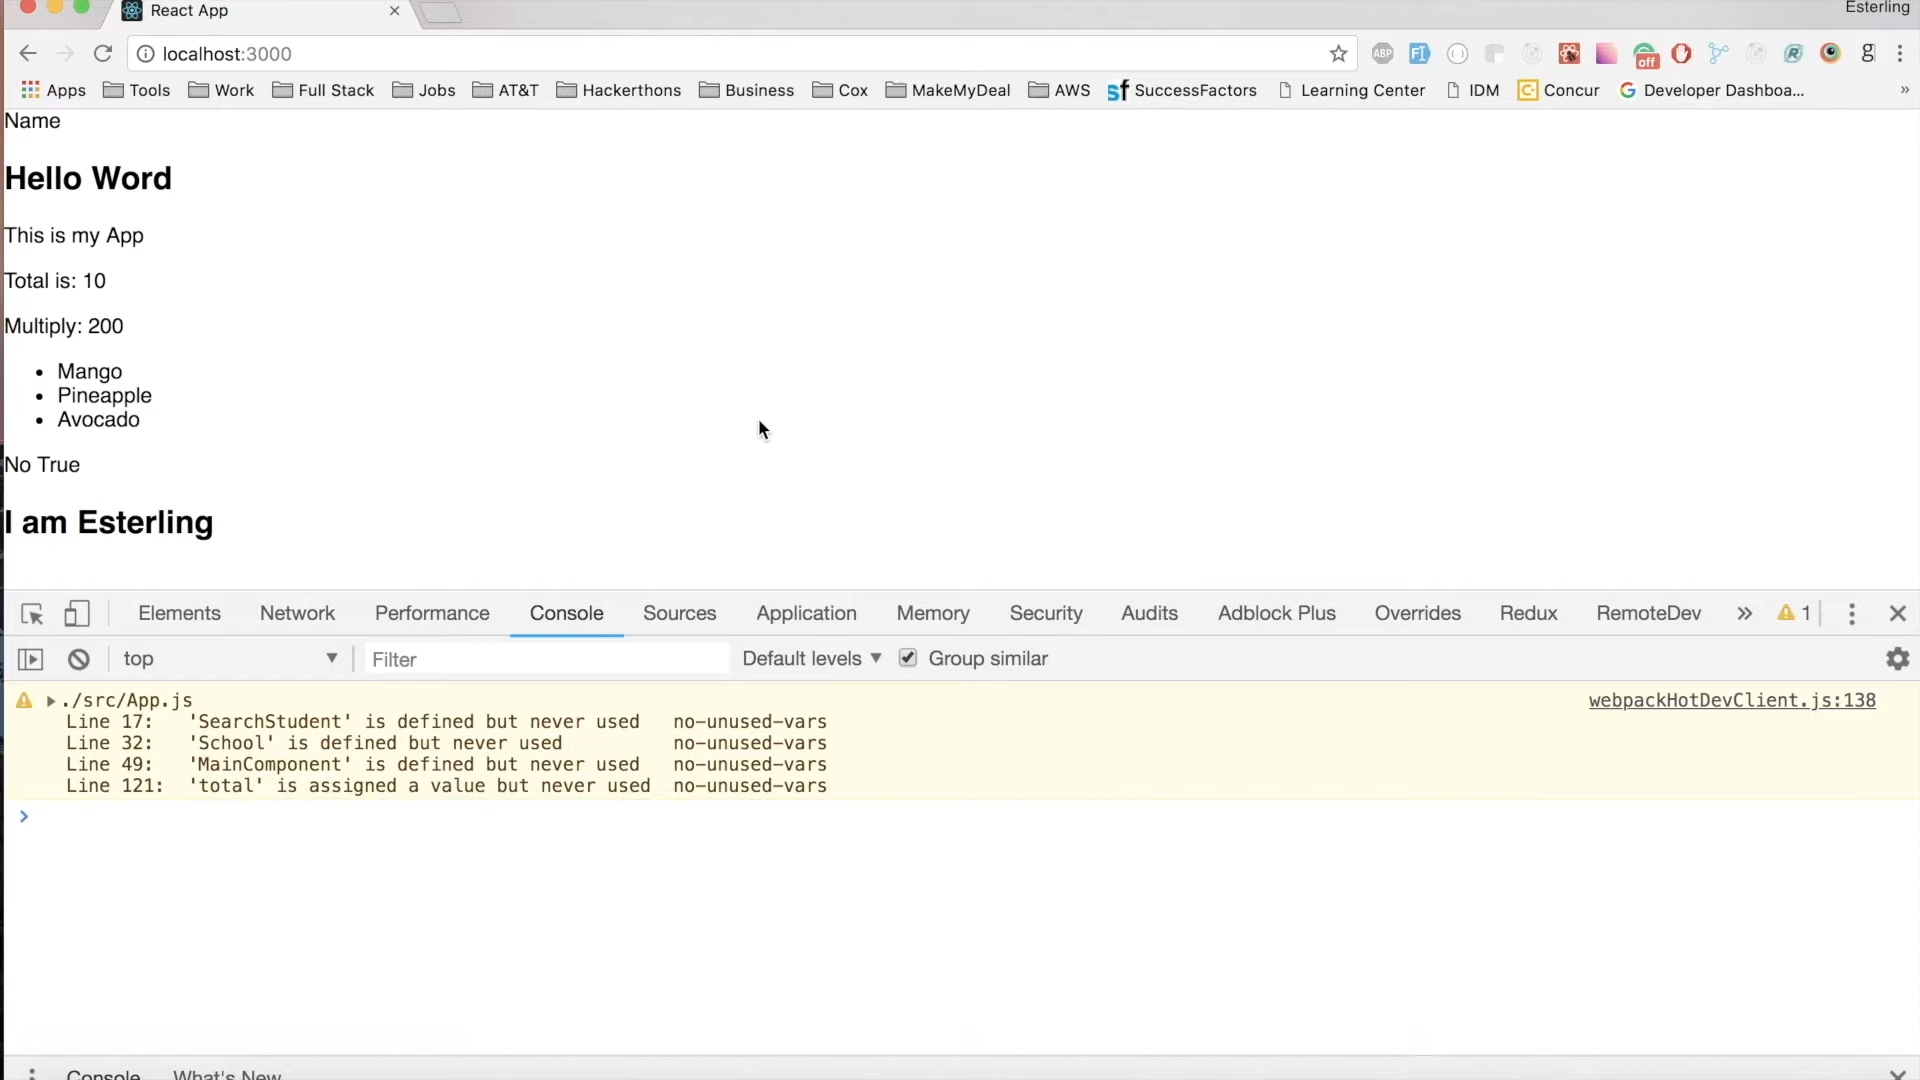 React App
Esterling
localhost:3000
ABP
off
g
Apps Tools Work Full Stack Jobs AT&T Hackerthons Business Cox MakeMyDeal AWS sf SuccessFactors Learning Center IDM Concur Developer Dashboa... »
Name
Hello Word
This is my App
Total is: 10
Multiply: 200
• Mango
• Pineapple
• Avocado
No True
I am Esterling
Elements Network Performance Console Sources Application Memory Security Audits Adblock Plus Overrides Redux RemoteDev » 1
top Filter Default levels Group similar
./src/App.js webpackHotDevClient.js:138
Line 17: 'SearchStudent' is defined but never used no-unused-vars
Line 32: 'School' is defined but never used no-unused-vars
Line 49: 'MainComponent' is defined but never used no-unused-vars
Line 121: 'total' is assigned a value but never used no-unused-vars
Console What's New